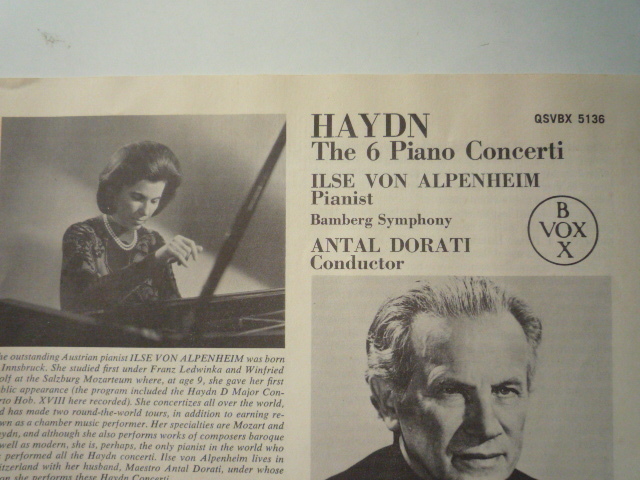 HAYDN
QSVBX 5136
The 6 Piano Concerti
ILSE VON ALPENHEIM
Pianist
Bamberg Symphony
ANTAL DORATI
Conductor
B
VOX
X
he outstanding Austrian pianist ILSE VON ALPENHEIM was born
Innsbruck. She studied first under Franz Ledwinka and Winfried
olf at the Salzburg Mozarteum where, at age 9, she gave her first
blic appearance (the program included the Haydn D Major Con-
rto Hob. XVIII here recorded). She concertizes all over the world,
d has made two round-the-world tours, in addition to earning re-
wn as a chamber music performer. Her specialties are Mozart and
ydn, and although she also performs works of composers baroque
well as modern, she is, perhaps, the only pianist in the world who
performed all the Haydn concerti. Ilse von Alpenheim lives in
itzerland with her husband, Maestro Antal Dorati, under whose
on she performs these Haydn Concerti.